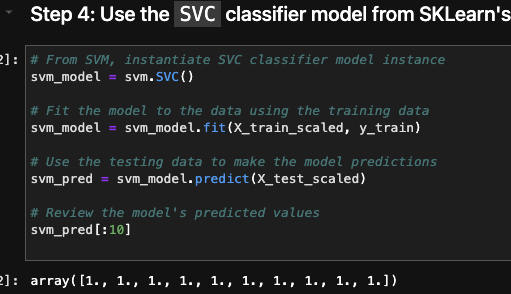 Step 4: Use the SVC classifier model from SKLearn's
2]:
# From SVM, instantiate SVC classifier model instance
svm_model = svm.SVC()
# Fit the model to the data using the training data
svm_model = svm_model.fit(X_train_scaled, y_train)
# Use the testing data to make the model predictions
svm_pred = svm_model.predict(X_test_scaled)
# Review the model's predicted values
svm_pred[:10]
2]: array([1., 1., 1., 1., 1., 1., 1., 1., 1., 1.])